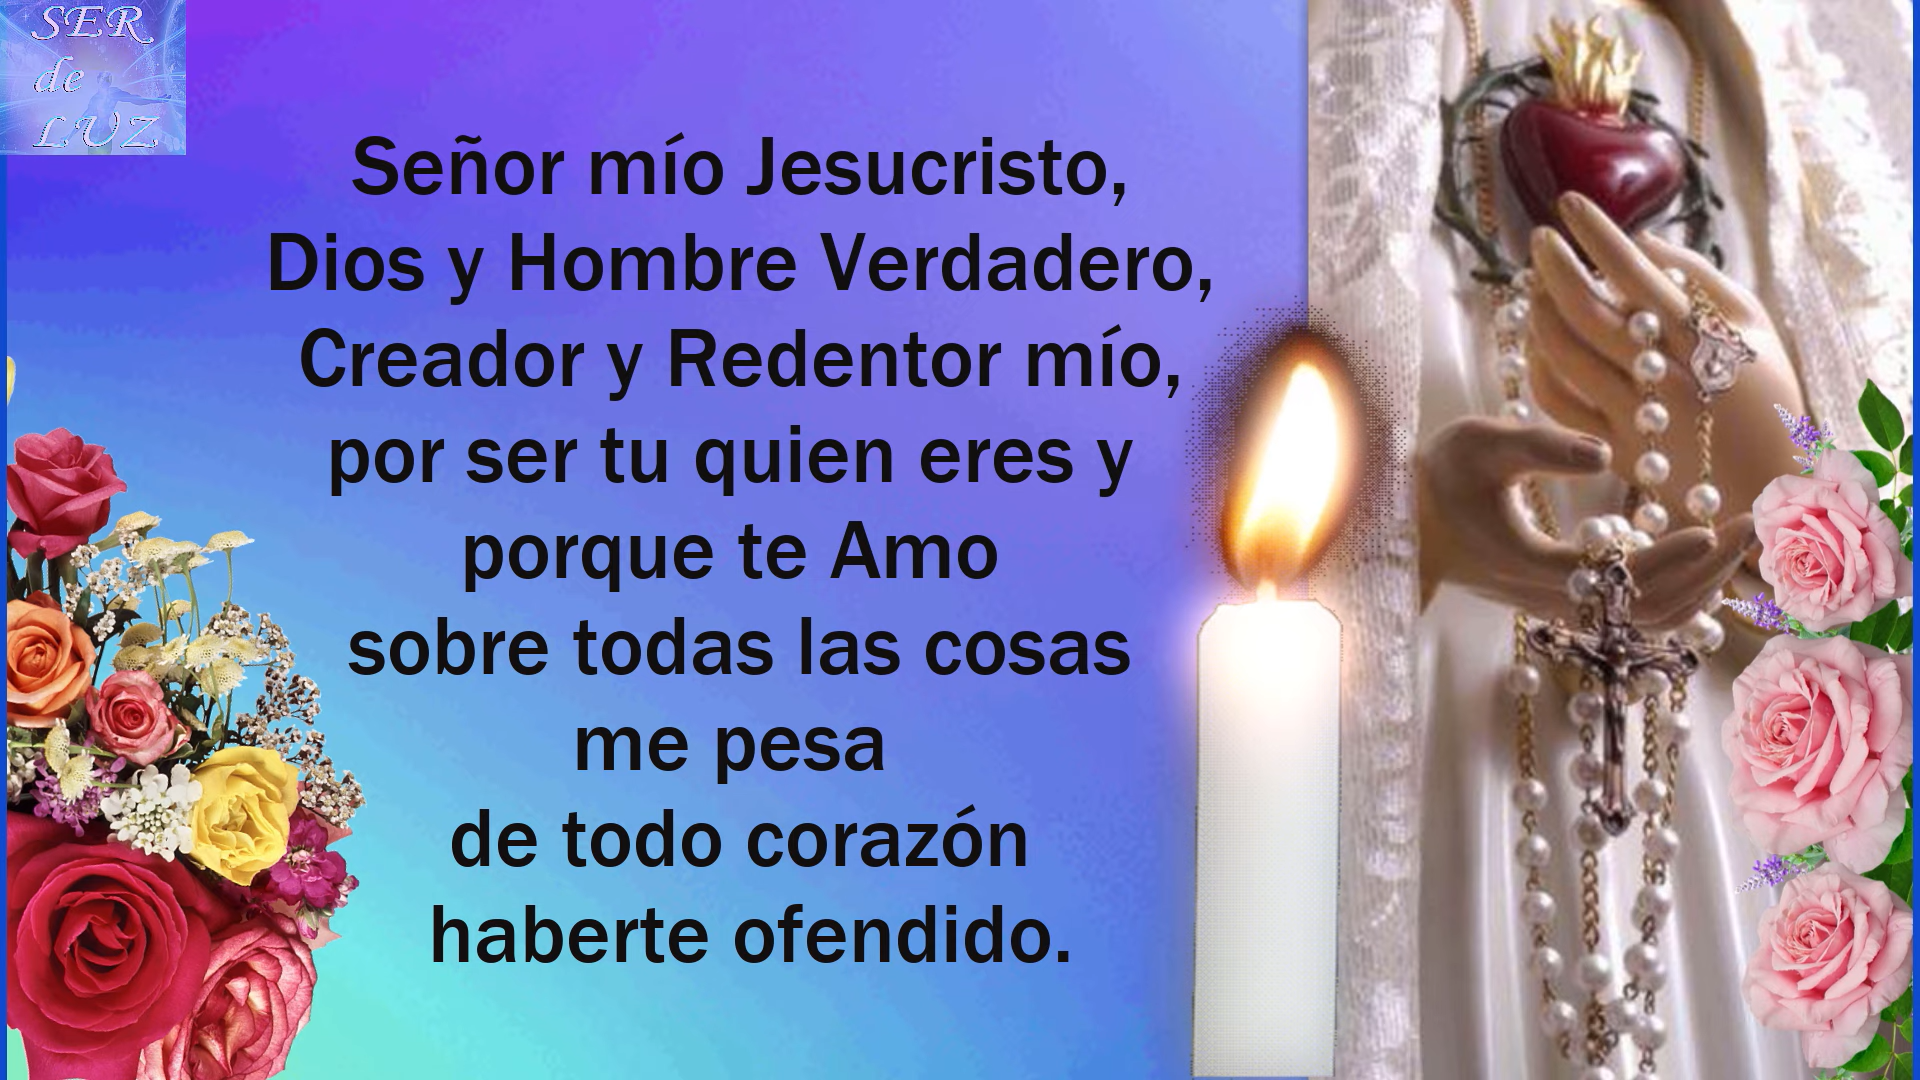 SER
de
LUZ
Señor mío Jesucristo,
Dios y Hombre Verdadero,
Creador y Redentor mío,
por ser tu quien eres y
porque te Amo
sobre todas las cosas
me pesa
de todo corazón
haberte ofendido.